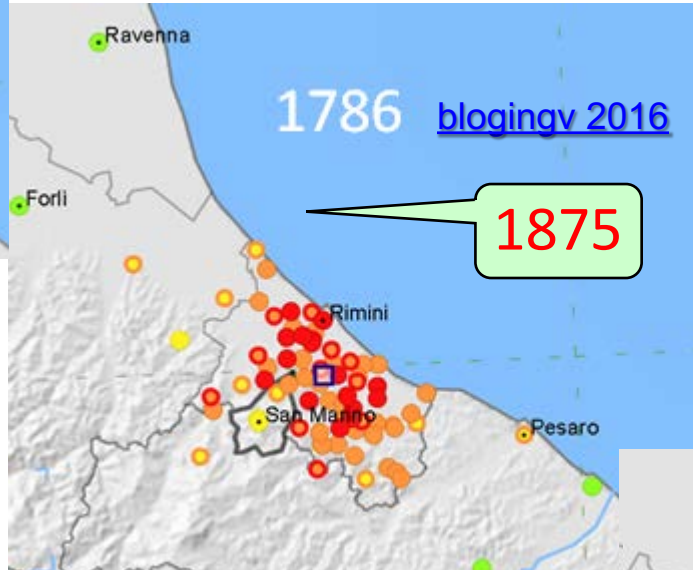 Ravenna
1786 blogingv 2016
Forlì
1875
Rimini
San Marino
Pesaro